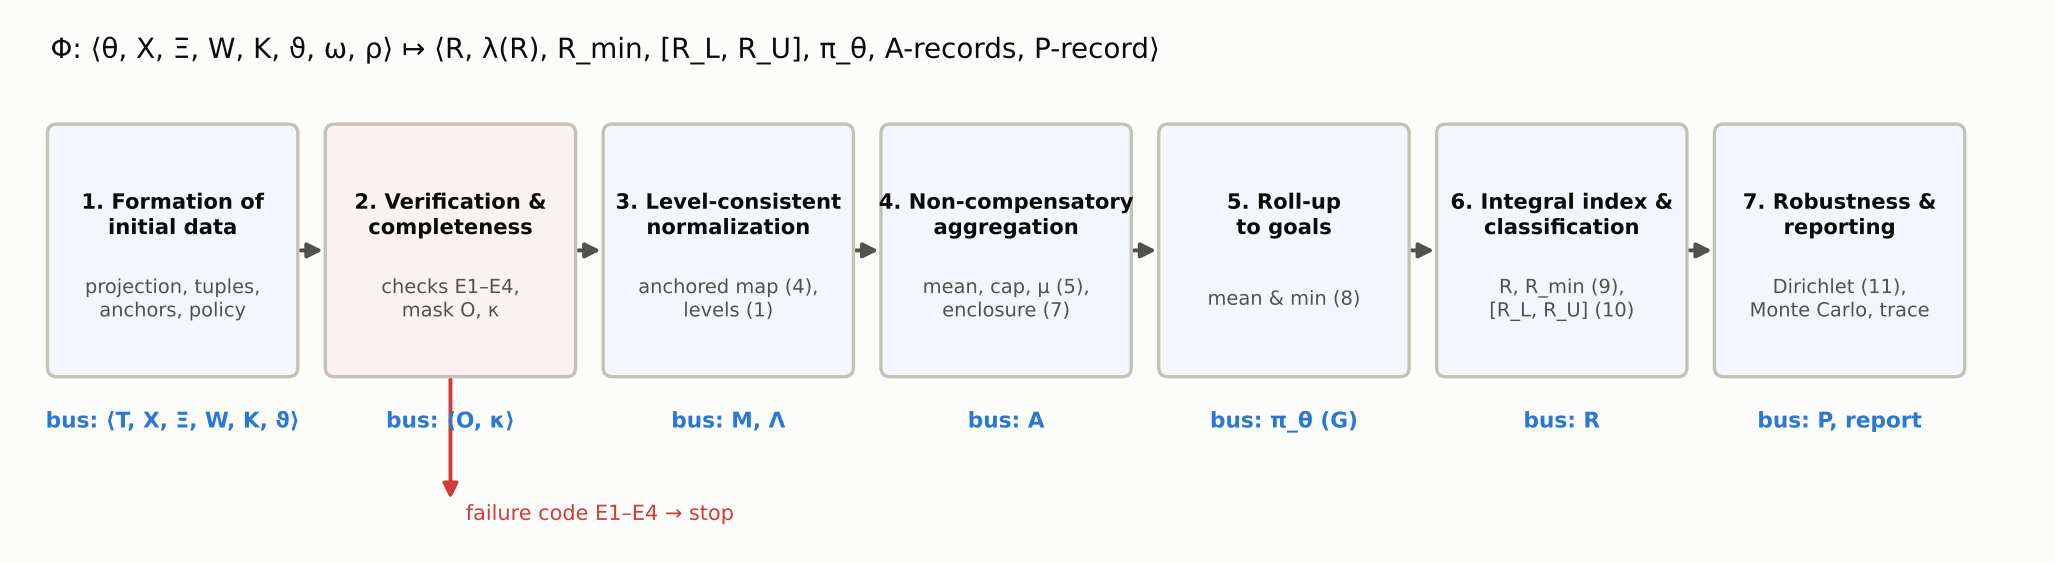 Φ: ⟨θ, X, Ξ, W, K, ϑ, ω, ρ⟩ ↦ ⟨R, λ(R), R_min, [R_L, R_U], π_θ, A-records, P-record⟩
1. Formation of
initial data
projection, tuples,
anchors, policy
bus: ⟨T, X, Ξ, W, K, ϑ⟩
2. Verification &
completeness
checks E1–E4,
mask O, κ
bus: ⟨O, κ⟩
failure code E1–E4 → stop
3. Level-consistent
normalization
anchored map (4),
levels (1)
bus: M, Λ
4. Non-compensatory
aggregation
mean, cap, μ (5),
enclosure (7)
bus: A
5. Roll-up
to goals
mean & min (8)
bus: π_θ (G)
6. Integral index &
classification
R, R_min (9),
[R_L, R_U] (10)
bus: R
7. Robustness &
reporting
Dirichlet (11),
Monte Carlo, trace
bus: P, report